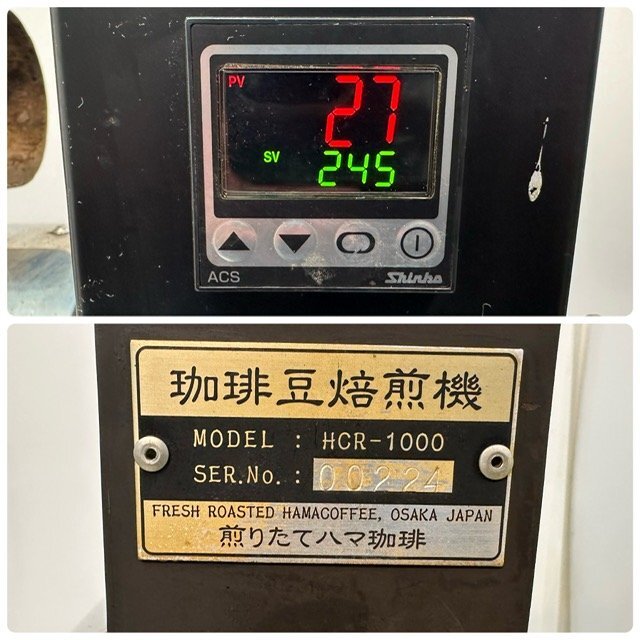 PV 27
SV 245
ACS Shinko
珈琲豆焙煎機
MODEL : HCR-1000
SER.No. : 00224
FRESH ROASTED HAMACOFFEE, OSAKA JAPAN
煎りたてハマ珈琲